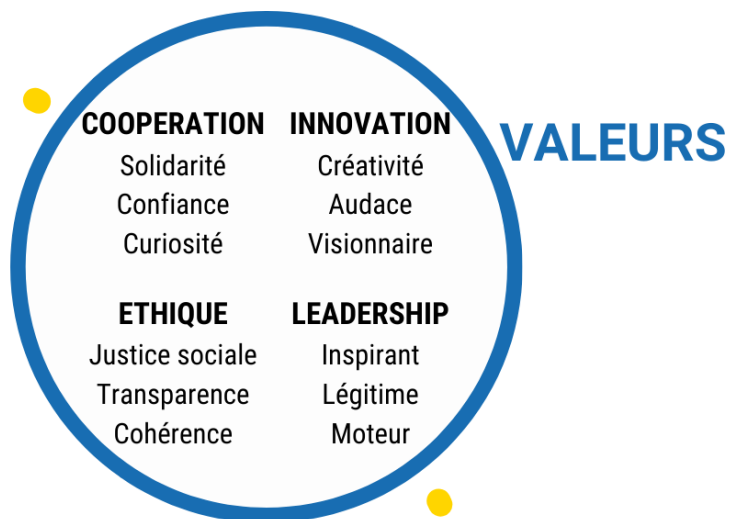 VALEURS
COOPERATION
Solidarité
Confiance
Curiosité
INNOVATION
Créativité
Audace
Visionnaire
ETHIQUE
Justice sociale
Transparence
Cohérence
LEADERSHIP
Inspirant
Légitime
Moteur